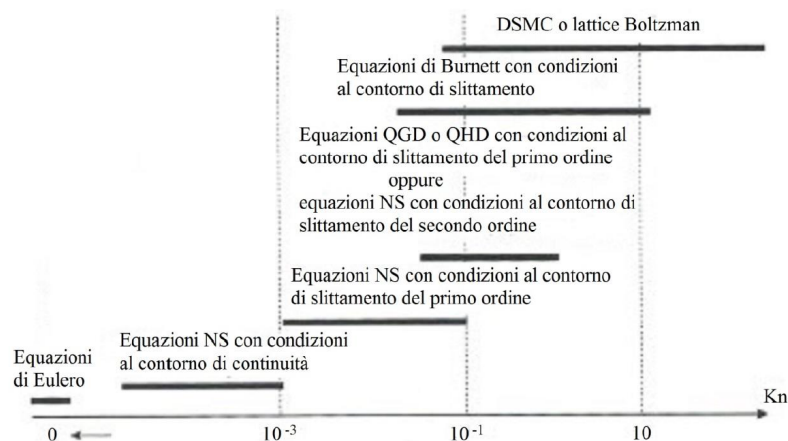 DSMC o lattice Boltzman
Equazioni di Burnett con condizioni
al contorno di slittamento
Equazioni QGD o QHD con condizioni al
contorno di slittamento del primo ordine
oppure
equazioni NS con condizioni al contorno di
slittamento del secondo ordine
Equazioni NS con condizioni al contorno
di slittamento del primo ordine
Equazioni NS con condizioni
al contorno di continuità
Equazioni
di Eulero
Kn
0
10⁻³
10⁻¹
10